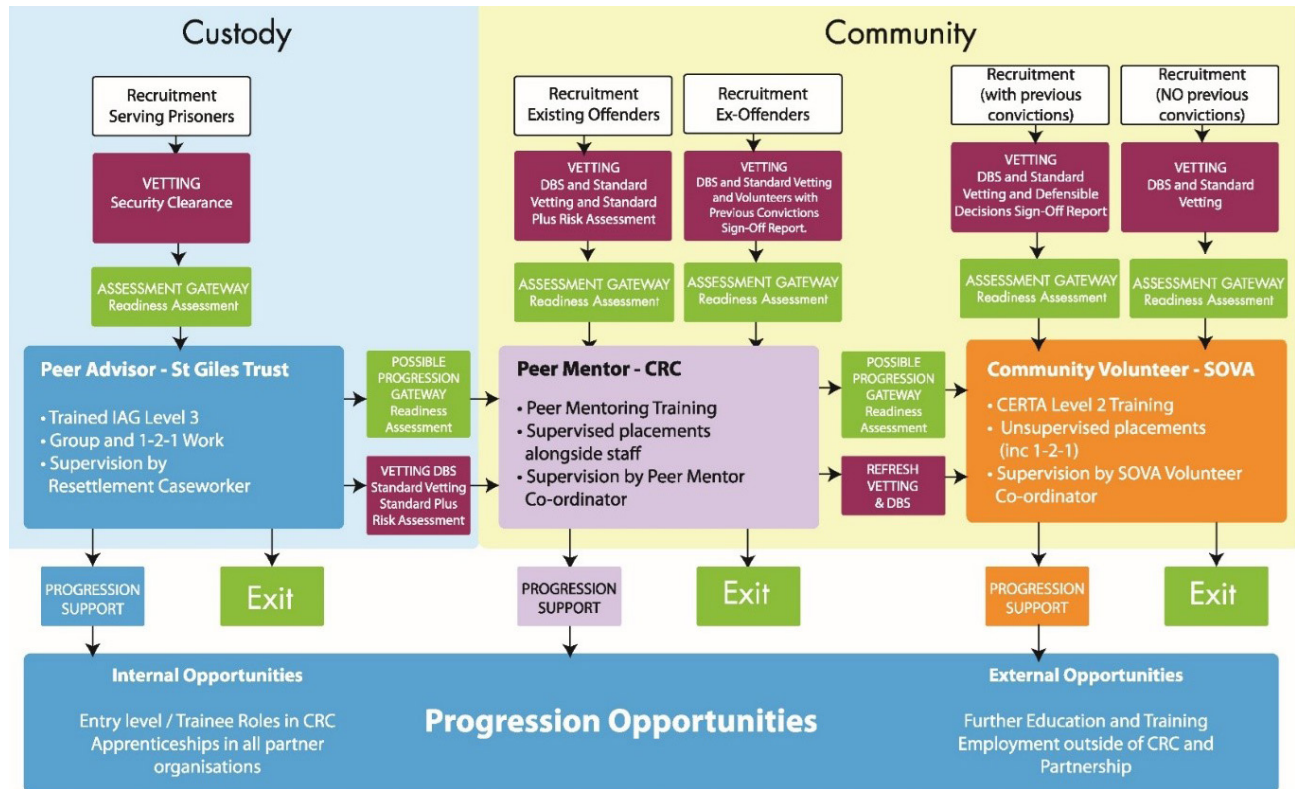 Custody
Community
Recruitment
Serving Prisoners
Recruitment
Existing Offenders
Recruitment
Ex-Offenders
Recruitment
(with previous
convictions)
Recruitment
(NO previous
convictions)
VETTING
Security Clearance
VETTING
DBS and Standard
Vetting and Standard
Plus Risk Assessment
VETTING
DBS and Standard Vetting
and Volunteers with
Previous Convictions
Sign-Off Report.
VETTING
DBS and Standard
Vetting and Defensible
Decisions Sign-Off Report
VETTING
DBS and Standard
Vetting
ASSESSMENT GATEWAY
Readiness Assessment
ASSESSMENT GATEWAY
Readiness Assessment
ASSESSMENT GATEWAY
Readiness Assessment
ASSESSMENT GATEWAY
Readiness Assessment
ASSESSMENT GATEWAY
Readiness Assessment
Peer Advisor - St Giles Trust
• Trained IAG Level 3
• Group and 1-2-1 Work
• Supervision by
Resettlement Caseworker
POSSIBLE
PROGRESSION
GATEWAY
Readiness
Assessment
VETTING DBS
Standard Vetting
Standard Plus
Risk Assessment
Peer Mentor - CRC
• Peer Mentoring Training
• Supervised placements
alongside staff
• Supervision by Peer Mentor
Co-ordinator
POSSIBLE
PROGRESSION
GATEWAY
Readiness
Assessment
REFRESH
VETTING
& DBS
Community Volunteer - SOVA
• CERTA Level 2 Training
• Unsupervised placements
(inc 1-2-1)
• Supervision by SOVA Volunteer
Co-ordinator
PROGRESSION
SUPPORT
Exit
PROGRESSION
SUPPORT
Exit
PROGRESSION
SUPPORT
Exit
Internal Opportunities
Entry level / Trainee Roles in CRC
Apprenticeships in all partner
organisations
Progression Opportunities
External Opportunities
Further Education and Training
Employment outside of CRC and
Partnership